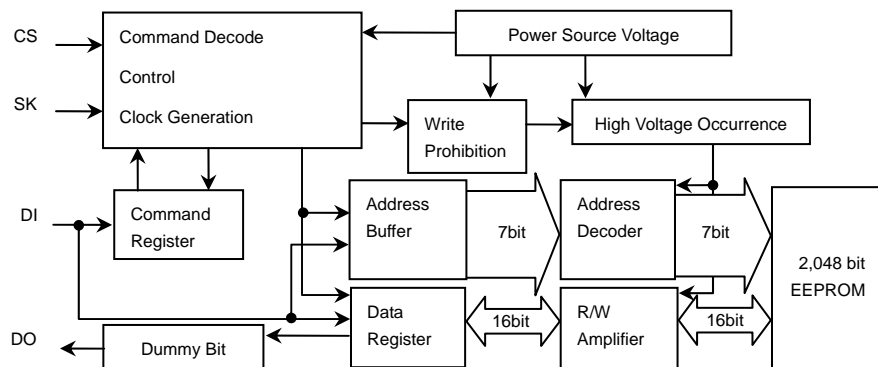 CS
Command Decode
Control
Clock Generation
Power Source Voltage
SK
Write
Prohibition
High Voltage Occurrence
DI
Command
Register
Address
Buffer
7bit
Address
Decoder
7bit
2,048 bit
EEPROM
DO
Dummy Bit
Data
Register
16bit
R/W
Amplifier
16bit